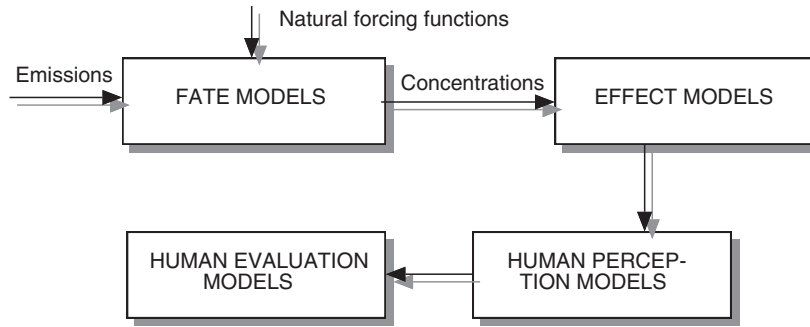 Natural forcing functions
Emissions
FATE MODELS
Concentrations
EFFECT MODELS
HUMAN EVALUATION
MODELS
HUMAN PERCEP-
TION MODELS